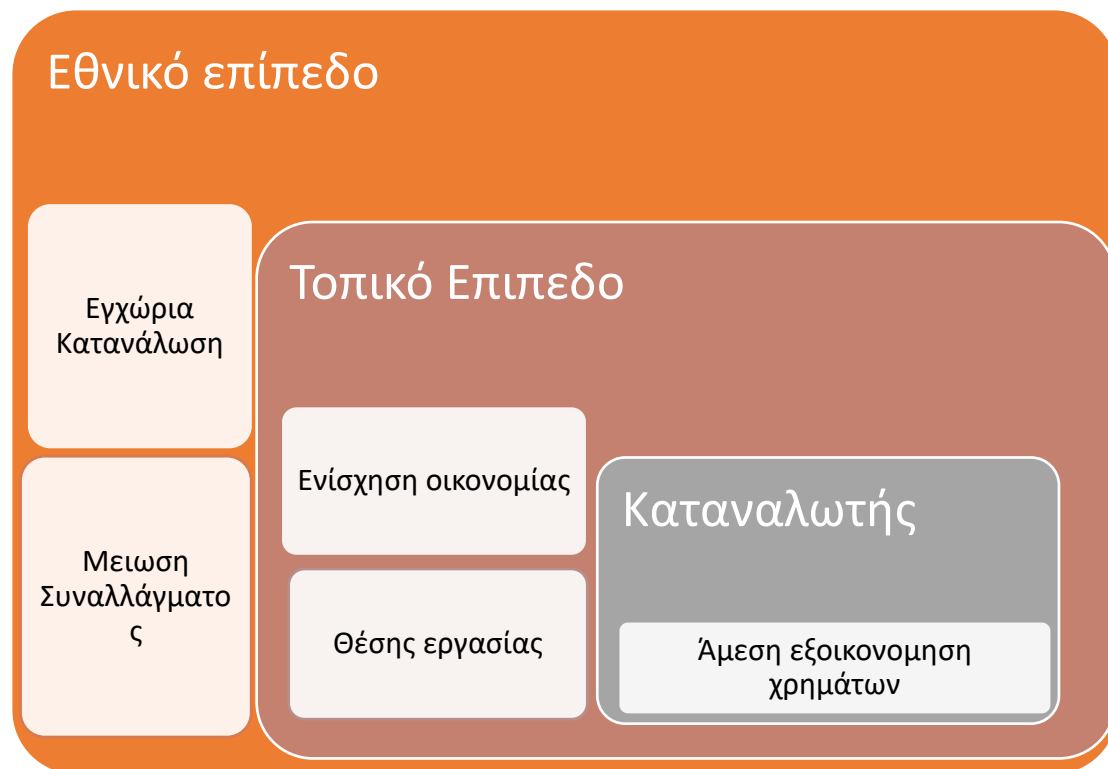 Εθνικό επίπεδο
Εγχώρια
Κατανάλωση
Μειωση
Συναλλάγματο
ς
Τοπικό Επιπεδο
Ενίσχηση οικονομίας
Θέσης εργασίας
Καταναλωτής
Άμεση εξοικονομηση
χρημάτων